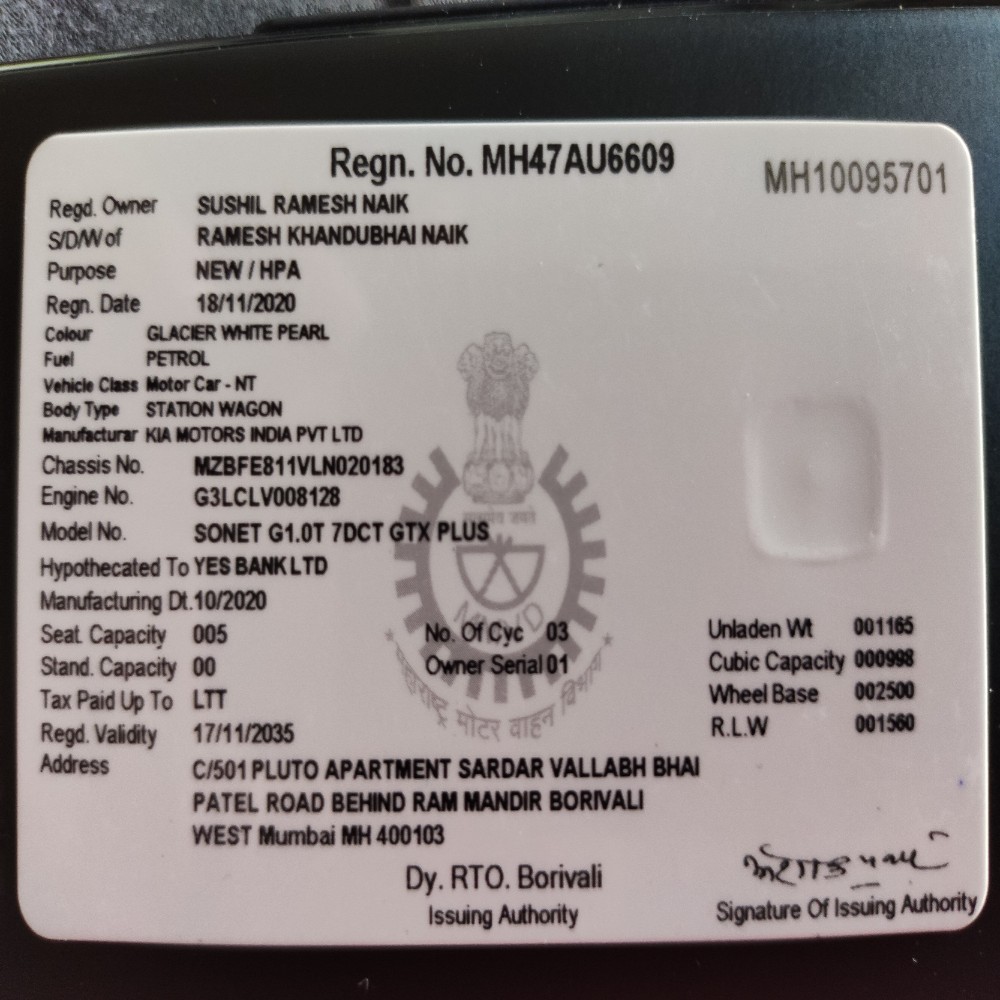 Regn. No. MH47AU6609
MH10095701
Regd. Owner SUSHIL RAMESH NAIK
S/D/W of RAMESH KHANDUBHAI NAIK
Purpose NEW / HPA
Regn. Date 18/11/2020
Colour GLACIER WHITE PEARL
Fuel PETROL
Vehicle Class Motor Car - NT
Body Type STATION WAGON
Manufacturar KIA MOTORS INDIA PVT LTD
Chassis No. MZBFE811VLN020183
Engine No. G3LCLV008128
Model No. SONET G1.0T 7DCT GTX PLUS
Hypothecated To YES BANK LTD
Manufacturing Dt. 10/2020
Seat. Capacity 005 No. Of Cyc 03 Unladen Wt 001165
Stand. Capacity 00 Owner Serial 01 Cubic Capacity 000998
Tax Paid Up To LTT Wheel Base 002500
Regd. Validity 17/11/2035 R.L.W 001560
सत्यमेव जयते
महाराष्ट्र मोटर वाहन विभाग
Address C/501 PLUTO APARTMENT SARDAR VALLABH BHAI
PATEL ROAD BEHIND RAM MANDIR BORIVALI
WEST Mumbai MH 400103
Dy. RTO. Borivali
Issuing Authority
Signature Of Issuing Authority